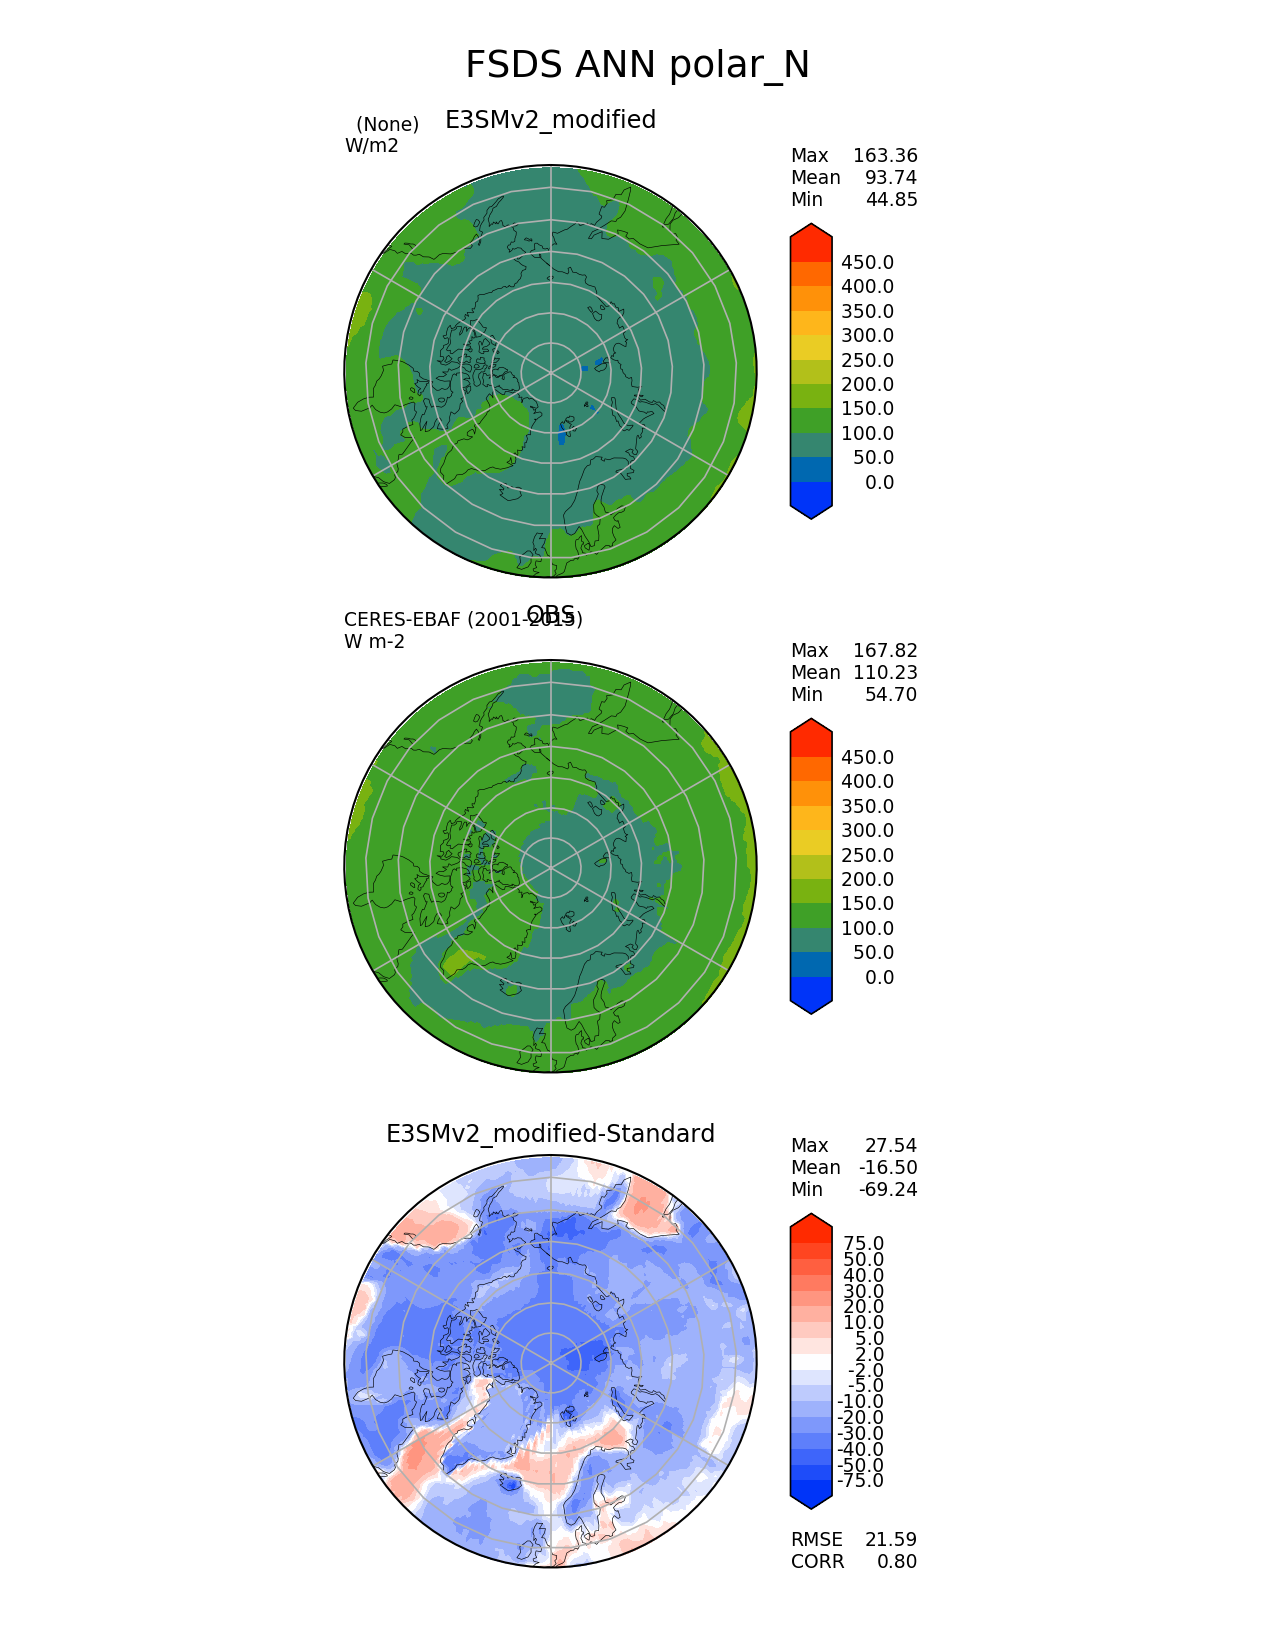 FSDS ANN polar_N
(None)
E3SMv2_modified
W/m2
Max 163.36
Mean 93.74
Min 44.85
450.0
400.0
350.0
300.0
250.0
200.0
150.0
100.0
50.0
0.0
OBS
CERES-EBAF (2001-2015)
W m-2
Max 167.82
Mean 110.23
Min 54.70
450.0
400.0
350.0
300.0
250.0
200.0
150.0
100.0
50.0
0.0
E3SMv2_modified-Standard
Max 27.54
Mean -16.50
Min -69.24
75.0
50.0
40.0
30.0
20.0
10.0
5.0
2.0
-2.0
-5.0
-10.0
-20.0
-30.0
-40.0
-50.0
-75.0
RMSE 21.59
CORR 0.80